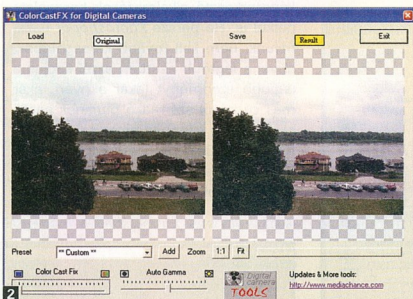 ColorCastFX for Digital Cameras
Load
Original
Save
Result
Exit
Preset
** Custom **
Add
Zoom
1:1
Fit
Color Cast Fix
Auto Gamma
Digital
camera
TOOLS
Updates & More tools:
http://www.mediachance.com
2